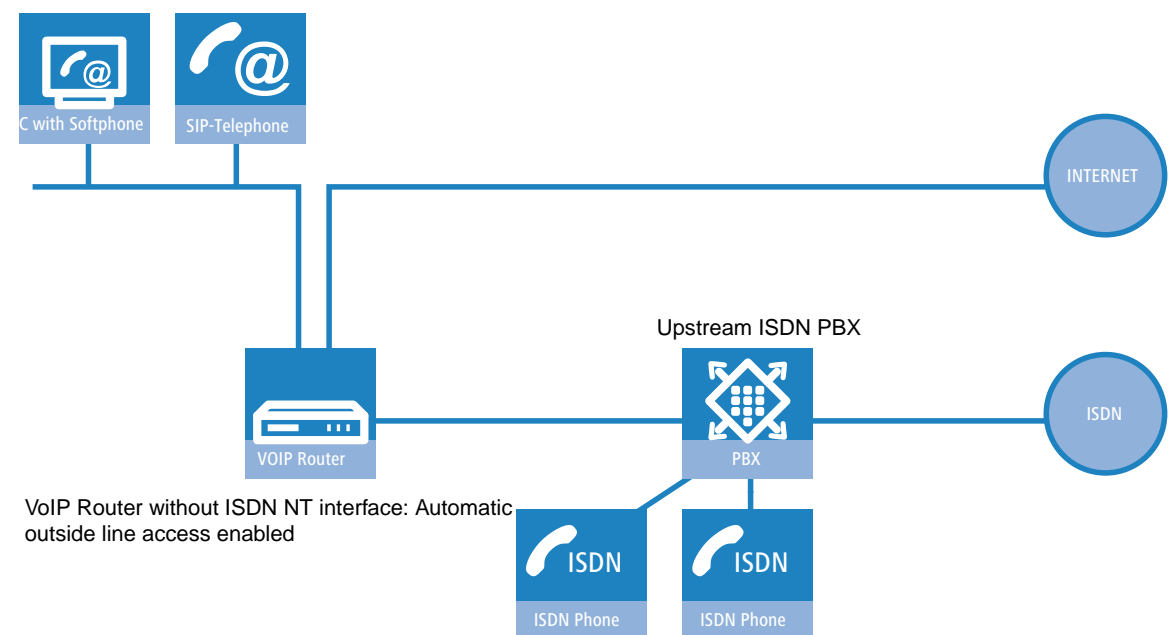 @
@
C with Softphone
SIP-Telephone
INTERNET
Upstream ISDN PBX
VOIP Router
PBX
ISDN
VoIP Router without ISDN NT interface: Automatic
outside line access enabled
ISDN
ISDN
ISDN Phone
ISDN Phone